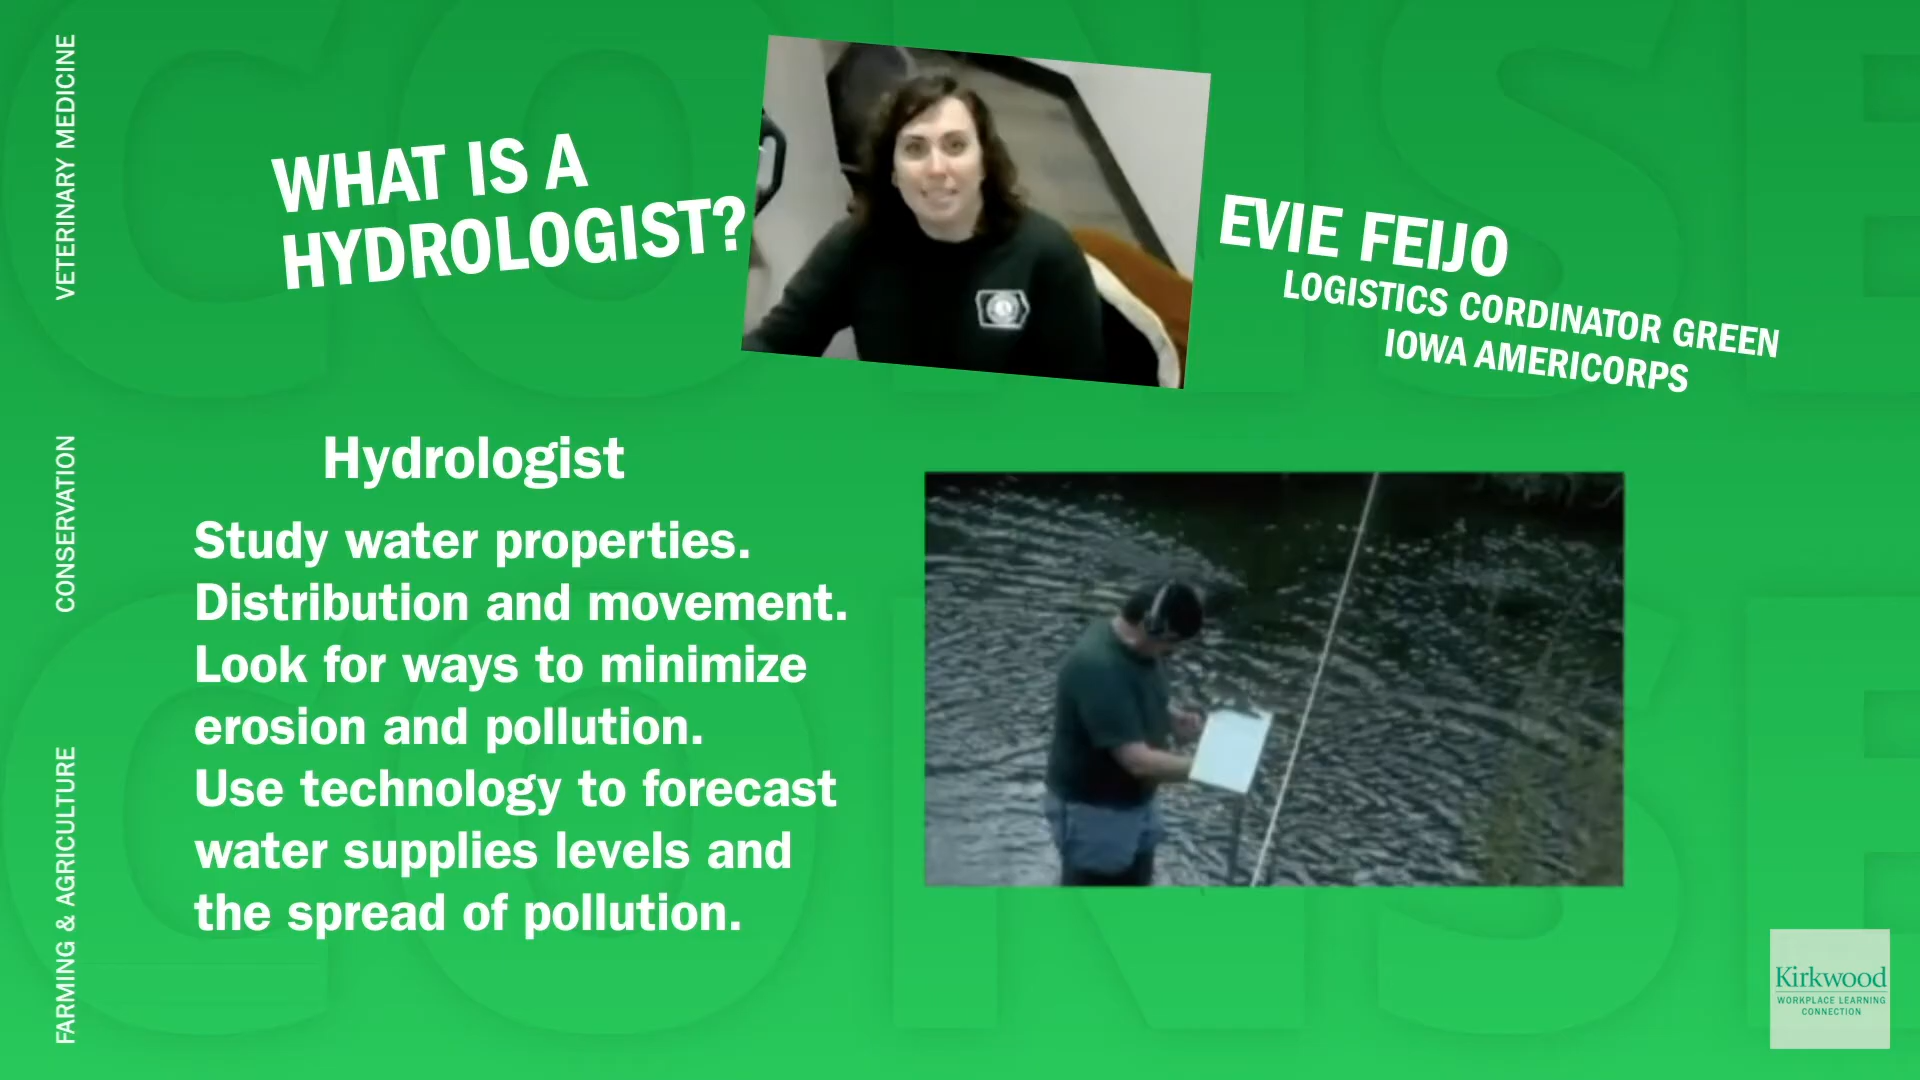 VETERINARY MEDICINE
CONSERVATION
FARMING & AGRICULTURE
WHAT IS A
HYDROLOGIST?
EVIE FEIJO
LOGISTICS CORDINATOR GREEN
IOWA AMERICORPS
Hydrologist
Study water properties.
Distribution and movement.
Look for ways to minimize
erosion and pollution.
Use technology to forecast
water supplies levels and
the spread of pollution.
Kirkwood
WORKPLACE LEARNING
CONNECTION